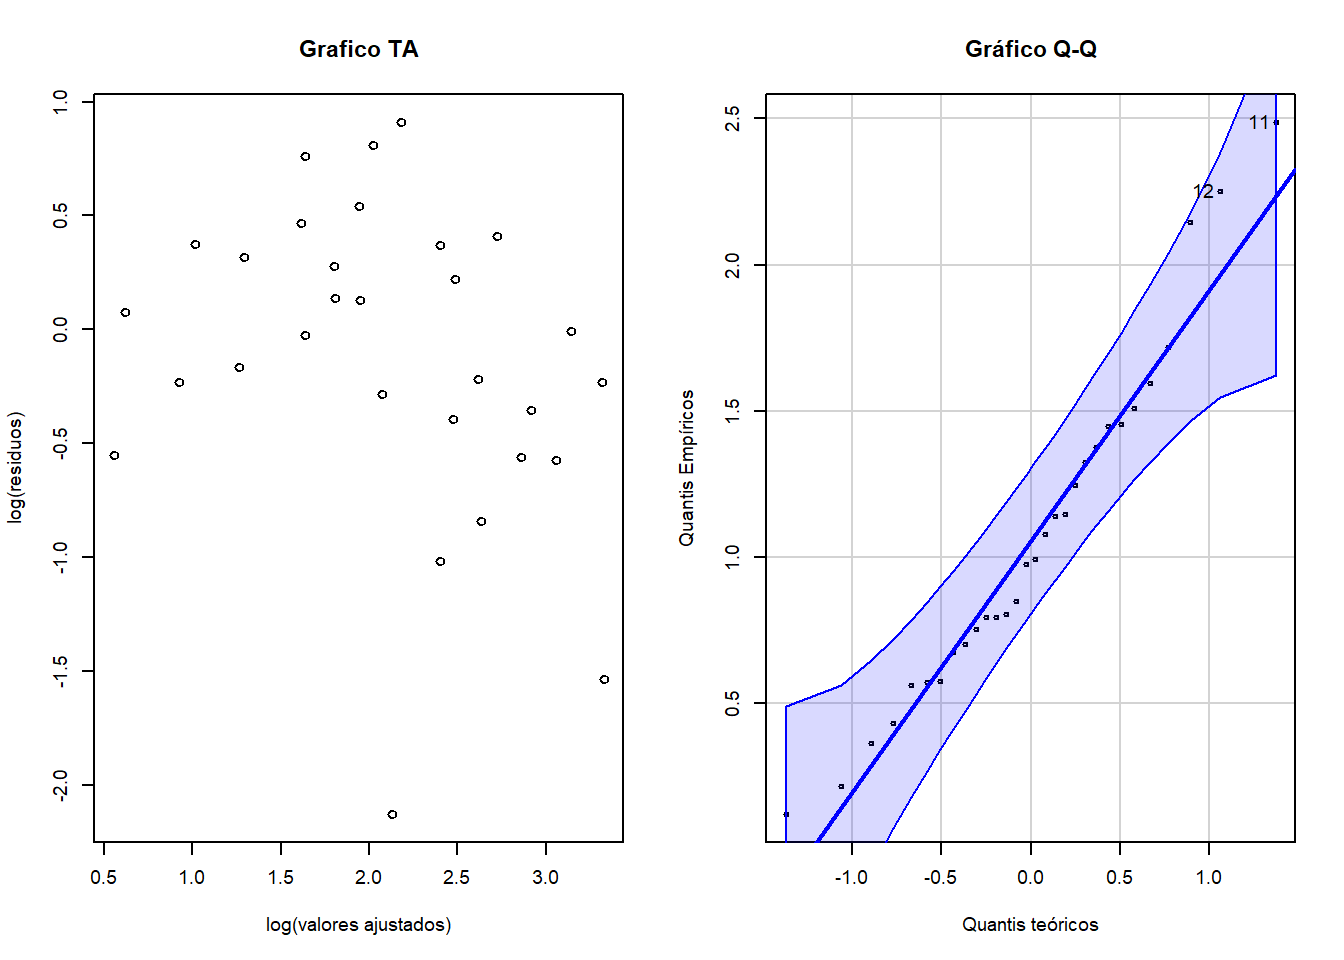 Grafico TA
1.0
0.5
0.0
-0.5
-1.0
-1.5
-2.0
log(residuos)
0.5 1.0 1.5 2.0 2.5 3.0
log(valores ajustados)
Gráfico Q-Q
2.5
2.0
1.5
1.0
0.5
Quantis Empíricos
11
12
-1.0 -0.5 0.0 0.5 1.0
Quantis teóricos